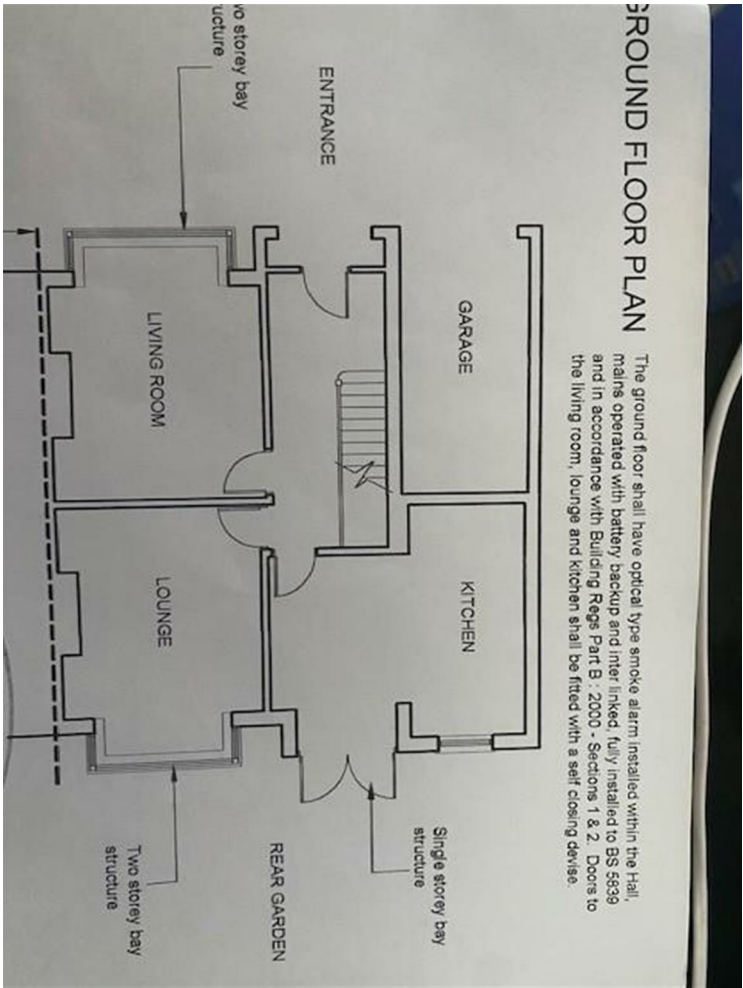 GROUND FLOOR PLAN
The ground floor shall have optical type smoke alarm installed within the Hall,
mains operated with battery backup and inter linked, fully installed to BS 5839
and in accordance with Building Regs Part B : 2000 - Sections 1 & 2. Doors to
the living room, lounge and kitchen shall be fitted with a self closing devise.
GARAGE
KITCHEN
Single storey bay
structure
ENTRANCE
REAR GARDEN
wo storey bay
ucture
LIVING ROOM
LOUNGE
Two storey bay
structure